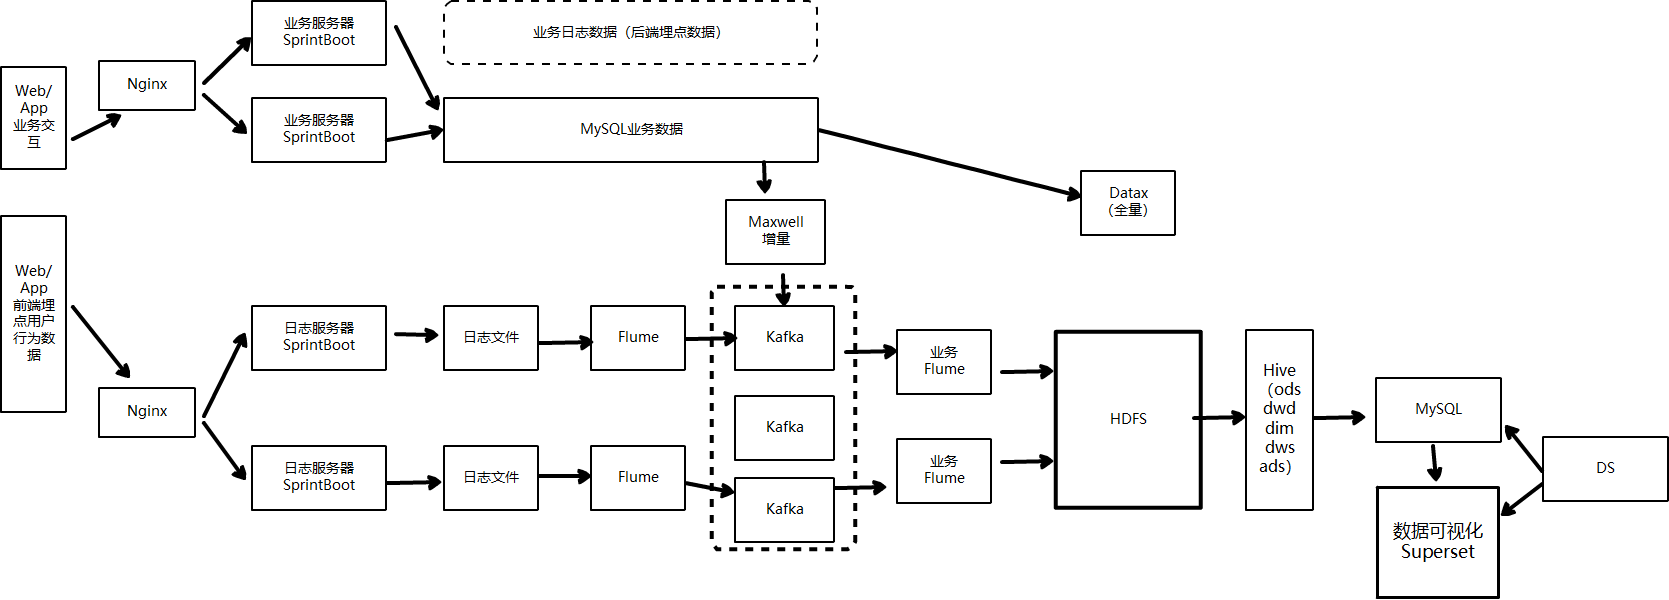 Web/
App
业务交
互
Nginx
业务服务器
SprintBoot
业务服务器
SprintBoot
业务日志数据（后端埋点数据）
MySQL业务数据
Datax
（全量）
Maxwell
增量
Web/
App
前端埋
点用户
行为数
据
Nginx
日志服务器
SprintBoot
日志文件
Flume
Kafka
Kafka
日志服务器
SprintBoot
日志文件
Flume
Kafka
业务
Flume
业务
Flume
HDFS
Hive
（ods
dwd
dim
dws
ads）
MySQL
DS
数据可视化
Superset